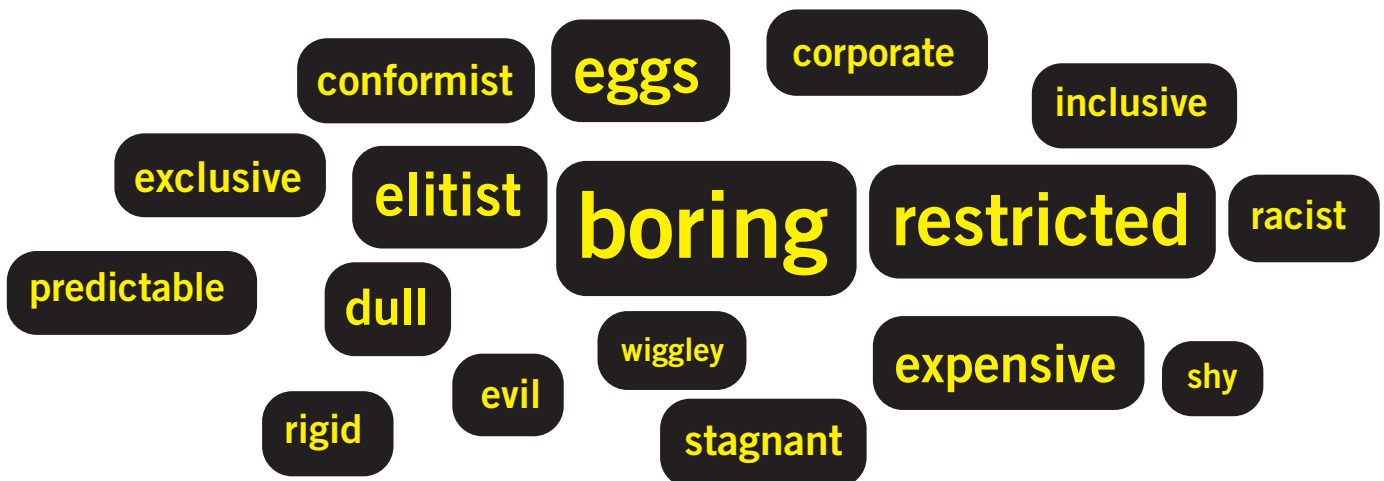 conformist
eggs
corporate
inclusive
exclusive
elitist
boring
restricted
racist
predictable
dull
wiggley
expensive
shy
evil
rigid
stagnant